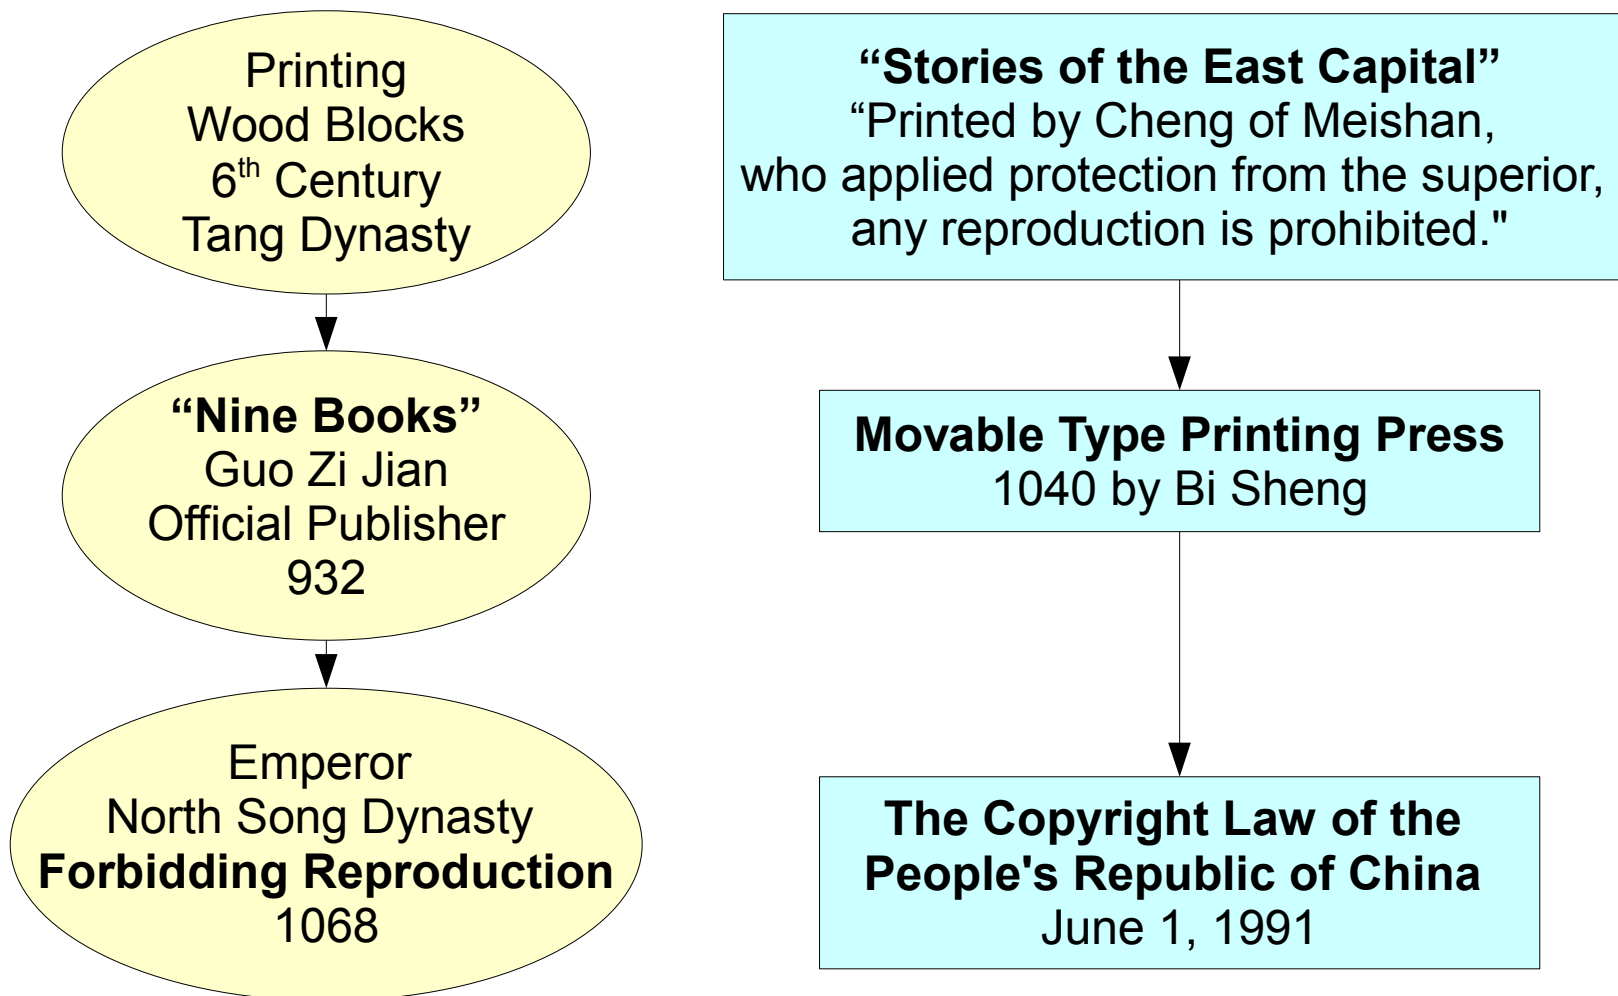 Printing
Wood Blocks
6th Century
Tang Dynasty
“Nine Books”
Guo Zi Jian
Official Publisher
932
Emperor
North Song Dynasty
Forbidding Reproduction
1068
“Stories of the East Capital”
“Printed by Cheng of Meishan,
who applied protection from the superior,
any reproduction is prohibited."
Movable Type Printing Press
1040 by Bi Sheng
The Copyright Law of the
People's Republic of China
June 1, 1991